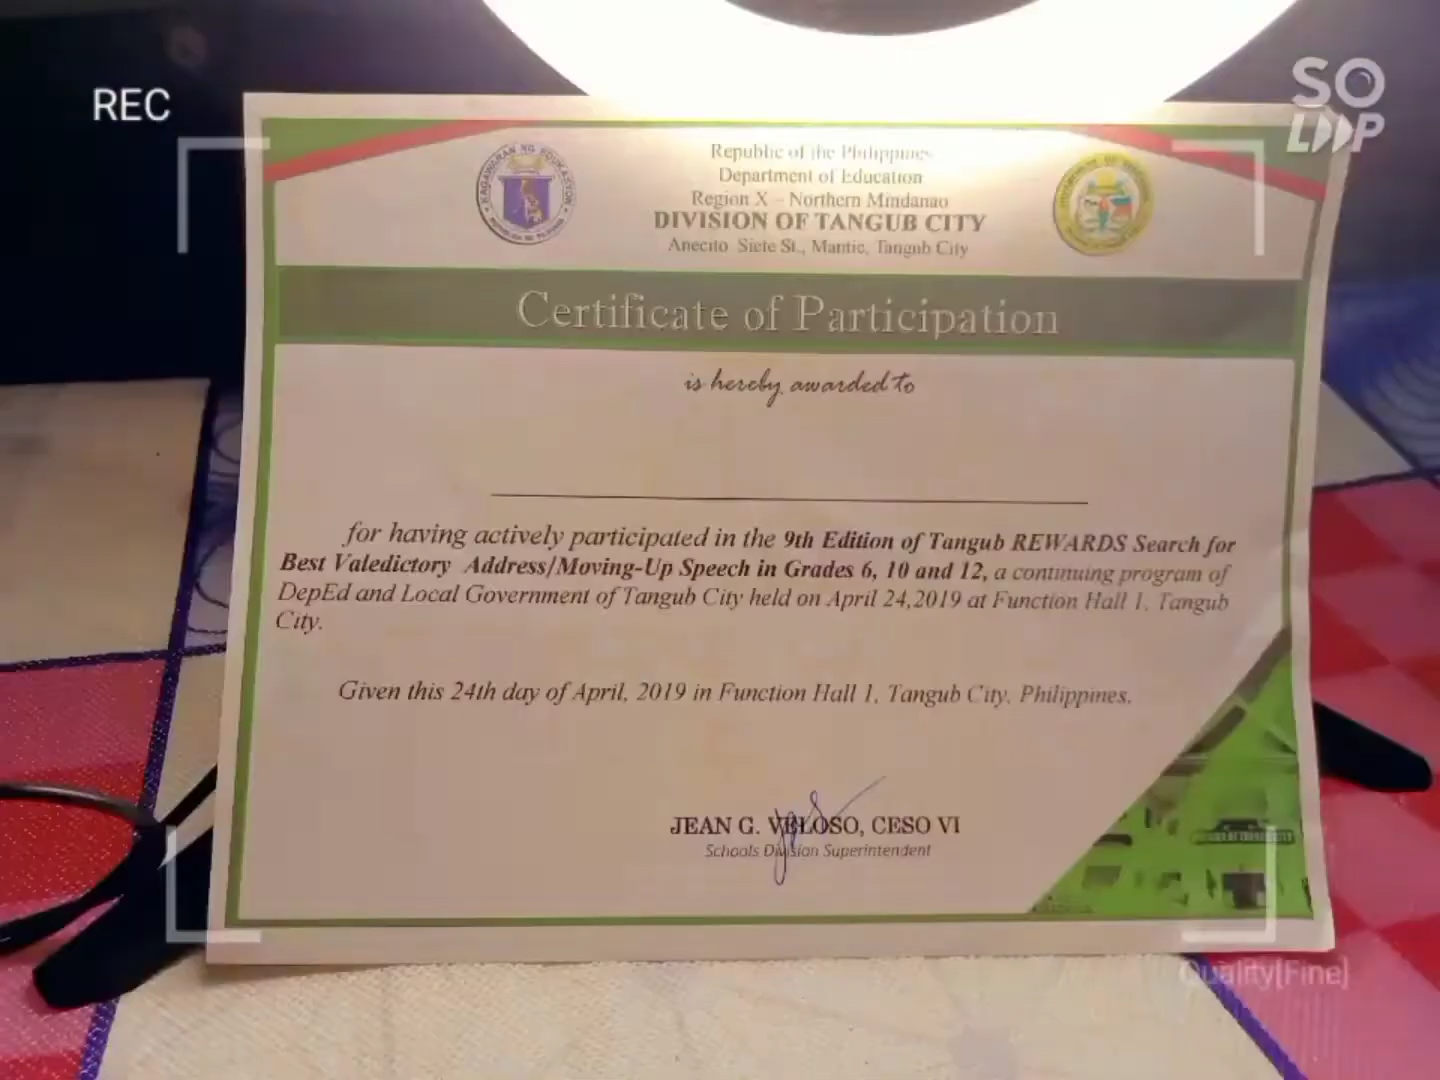 REC
SO
LOOP
KAGAWARAN NG EDUKASYON
Republic of the Philippines
Department of Education
Region X - Northern Mindanao
DIVISION OF TANGUB CITY
Anecito Siete St., Mantic, Tangub City
Certificate of Participation
is hereby awarded to
for having actively participated in the 9th Edition of Tangub REWARDS Search for
Best Valedictory Address/Moving-Up Speech in Grades 6, 10 and 12, a continuing program of
DepEd and Local Government of Tangub City held on April 24,2019 at Function Hall 1, Tangub
City.
Given this 24th day of April, 2019 in Function Hall 1, Tangub City, Philippines.
JEAN G. VELOSO, CESO VI
Schools Division Superintendent
Quality[Fine]